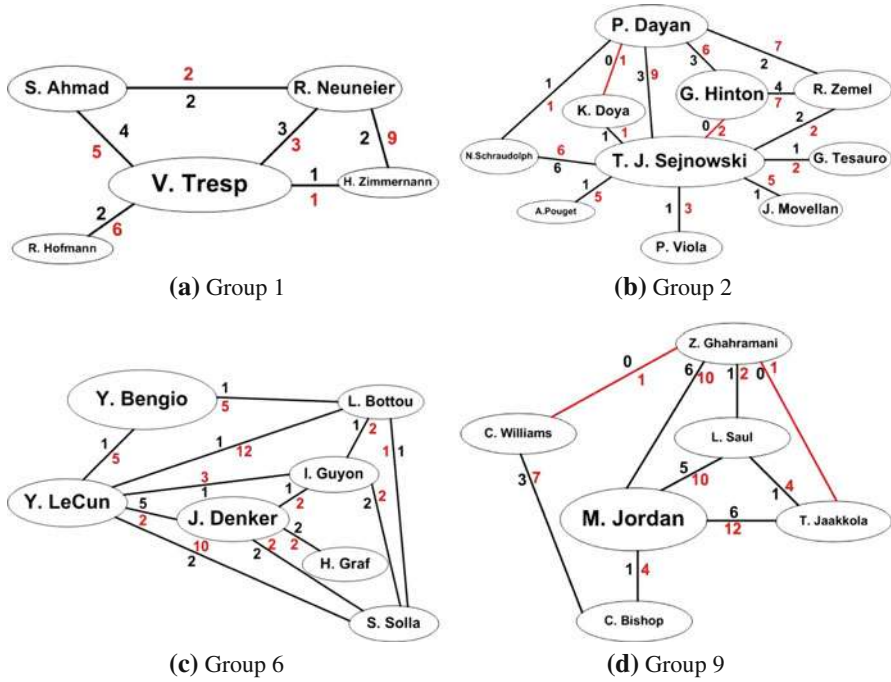 S. Ahmad
2
2
R. Neuneier
4
5
3
3
2
9
V. Tresp
1
1
H. Zimmernann
2
6
R. Hofmann
(a) Group 1
P. Dayan
1
1
0
1
3
9
6
3
7
2
K. Doya
G. Hinton
4
7
R. Zemel
1
1
0
2
2
2
N.Schraudolph
6
6
T. J. Sejnowski
1
2
G. Tesauro
1
5
A.Pouget
1
3
5
1
J. Movellan
P. Viola
(b) Group 2
Y. Bengio
1
5
L. Bottou
1
5
1
12
1
2
1
1
3
1
I. Guyon
Y. LeCun
5
2
J. Denker
1
2
2
2
2
2
H. Graf
10
2
2
2
S. Solla
(c) Group 6
Z. Ghahramani
0
1
6
10
1
2
0
1
C. Williams
L. Saul
3
7
5
10
4
1
M. Jordan
6
12
T. Jaakkola
1
4
C. Bishop
(d) Group 9